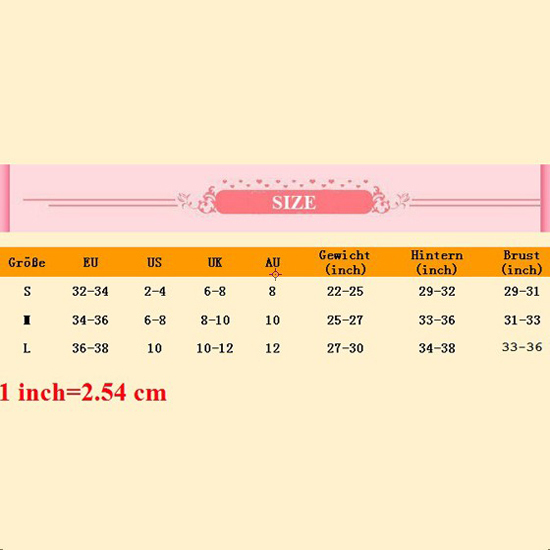 SIZE
Größe EU US UK AU Gewicht (inch) Hintern (inch) Brust (inch)
S 32-34 2-4 6-8 8 22-25 29-32 29-31
M 34-36 6-8 8-10 10 25-27 33-36 31-33
L 36-38 10 10-12 12 27-30 34-38 33-36
1 inch=2.54 cm